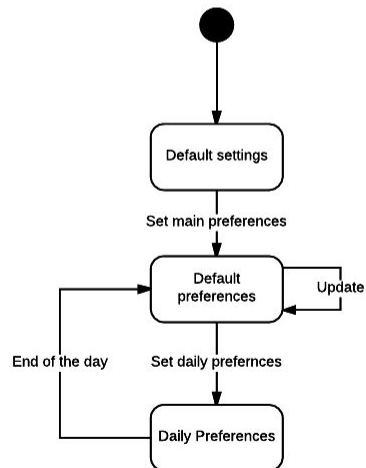 Default settings
Set main preferences
Default
preferences
Update
End of the day
Set daily prefernces
Daily Preferences